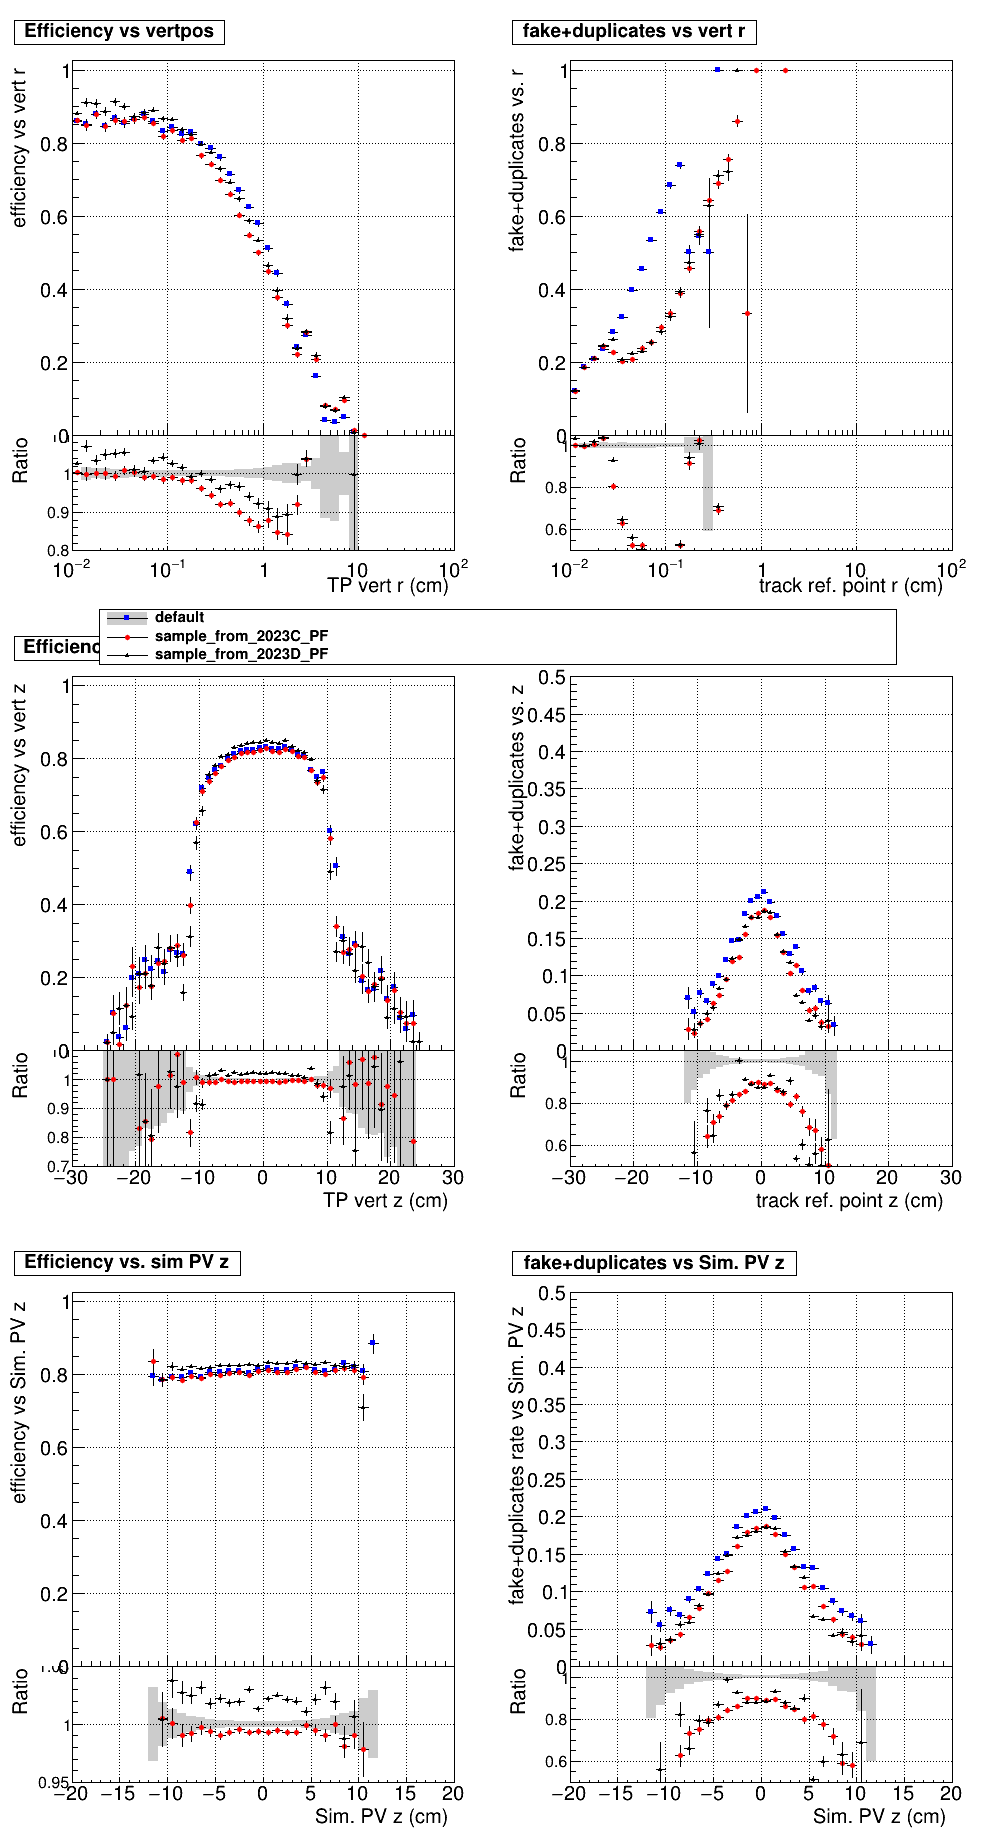 Efficiency vs vertpos
fake+duplicates vs vert r
efficiency vs vert r
1
0.8
0.6
0.4
0.2
0
Ratio
1
0.9
0.8
10⁻² 10⁻¹ 1 10 10²
TP vert r (cm)
fake+duplicates vs. r
1
0.8
0.6
0.4
0.2
0
Ratio
1
0.8
0.6
10⁻² 10⁻¹ 1 10 10²
track ref. point r (cm)
default
sample_from_2023C_PF
sample_from_2023D_PF
Efficienc
efficiency vs vert z
1
0.8
0.6
0.4
0.2
0
Ratio
1
0.9
0.8
0.7
−30 −20 −10 0 10 20 30
TP vert z (cm)
fake+duplicates vs. z
0.5
0.45
0.4
0.35
0.3
0.25
0.2
0.15
0.1
0.05
0
Ratio
1
0.8
0.6
−30 −20 −10 0 10 20 30
track ref. point z (cm)
Efficiency vs. sim PV z
fake+duplicates vs Sim. PV z
efficiency vs Sim. PV z
1
0.8
0.6
0.4
0.2
0
Ratio
1
0.95
−20 −15 −10 −5 0 5 10 15 20
Sim. PV z (cm)
fake+duplicates rate vs Sim. PV z
0.5
0.45
0.4
0.35
0.3
0.25
0.2
0.15
0.1
0.05
0
Ratio
1
0.8
0.6
−20 −15 −10 −5 0 5 10 15 20
Sim. PV z (cm)